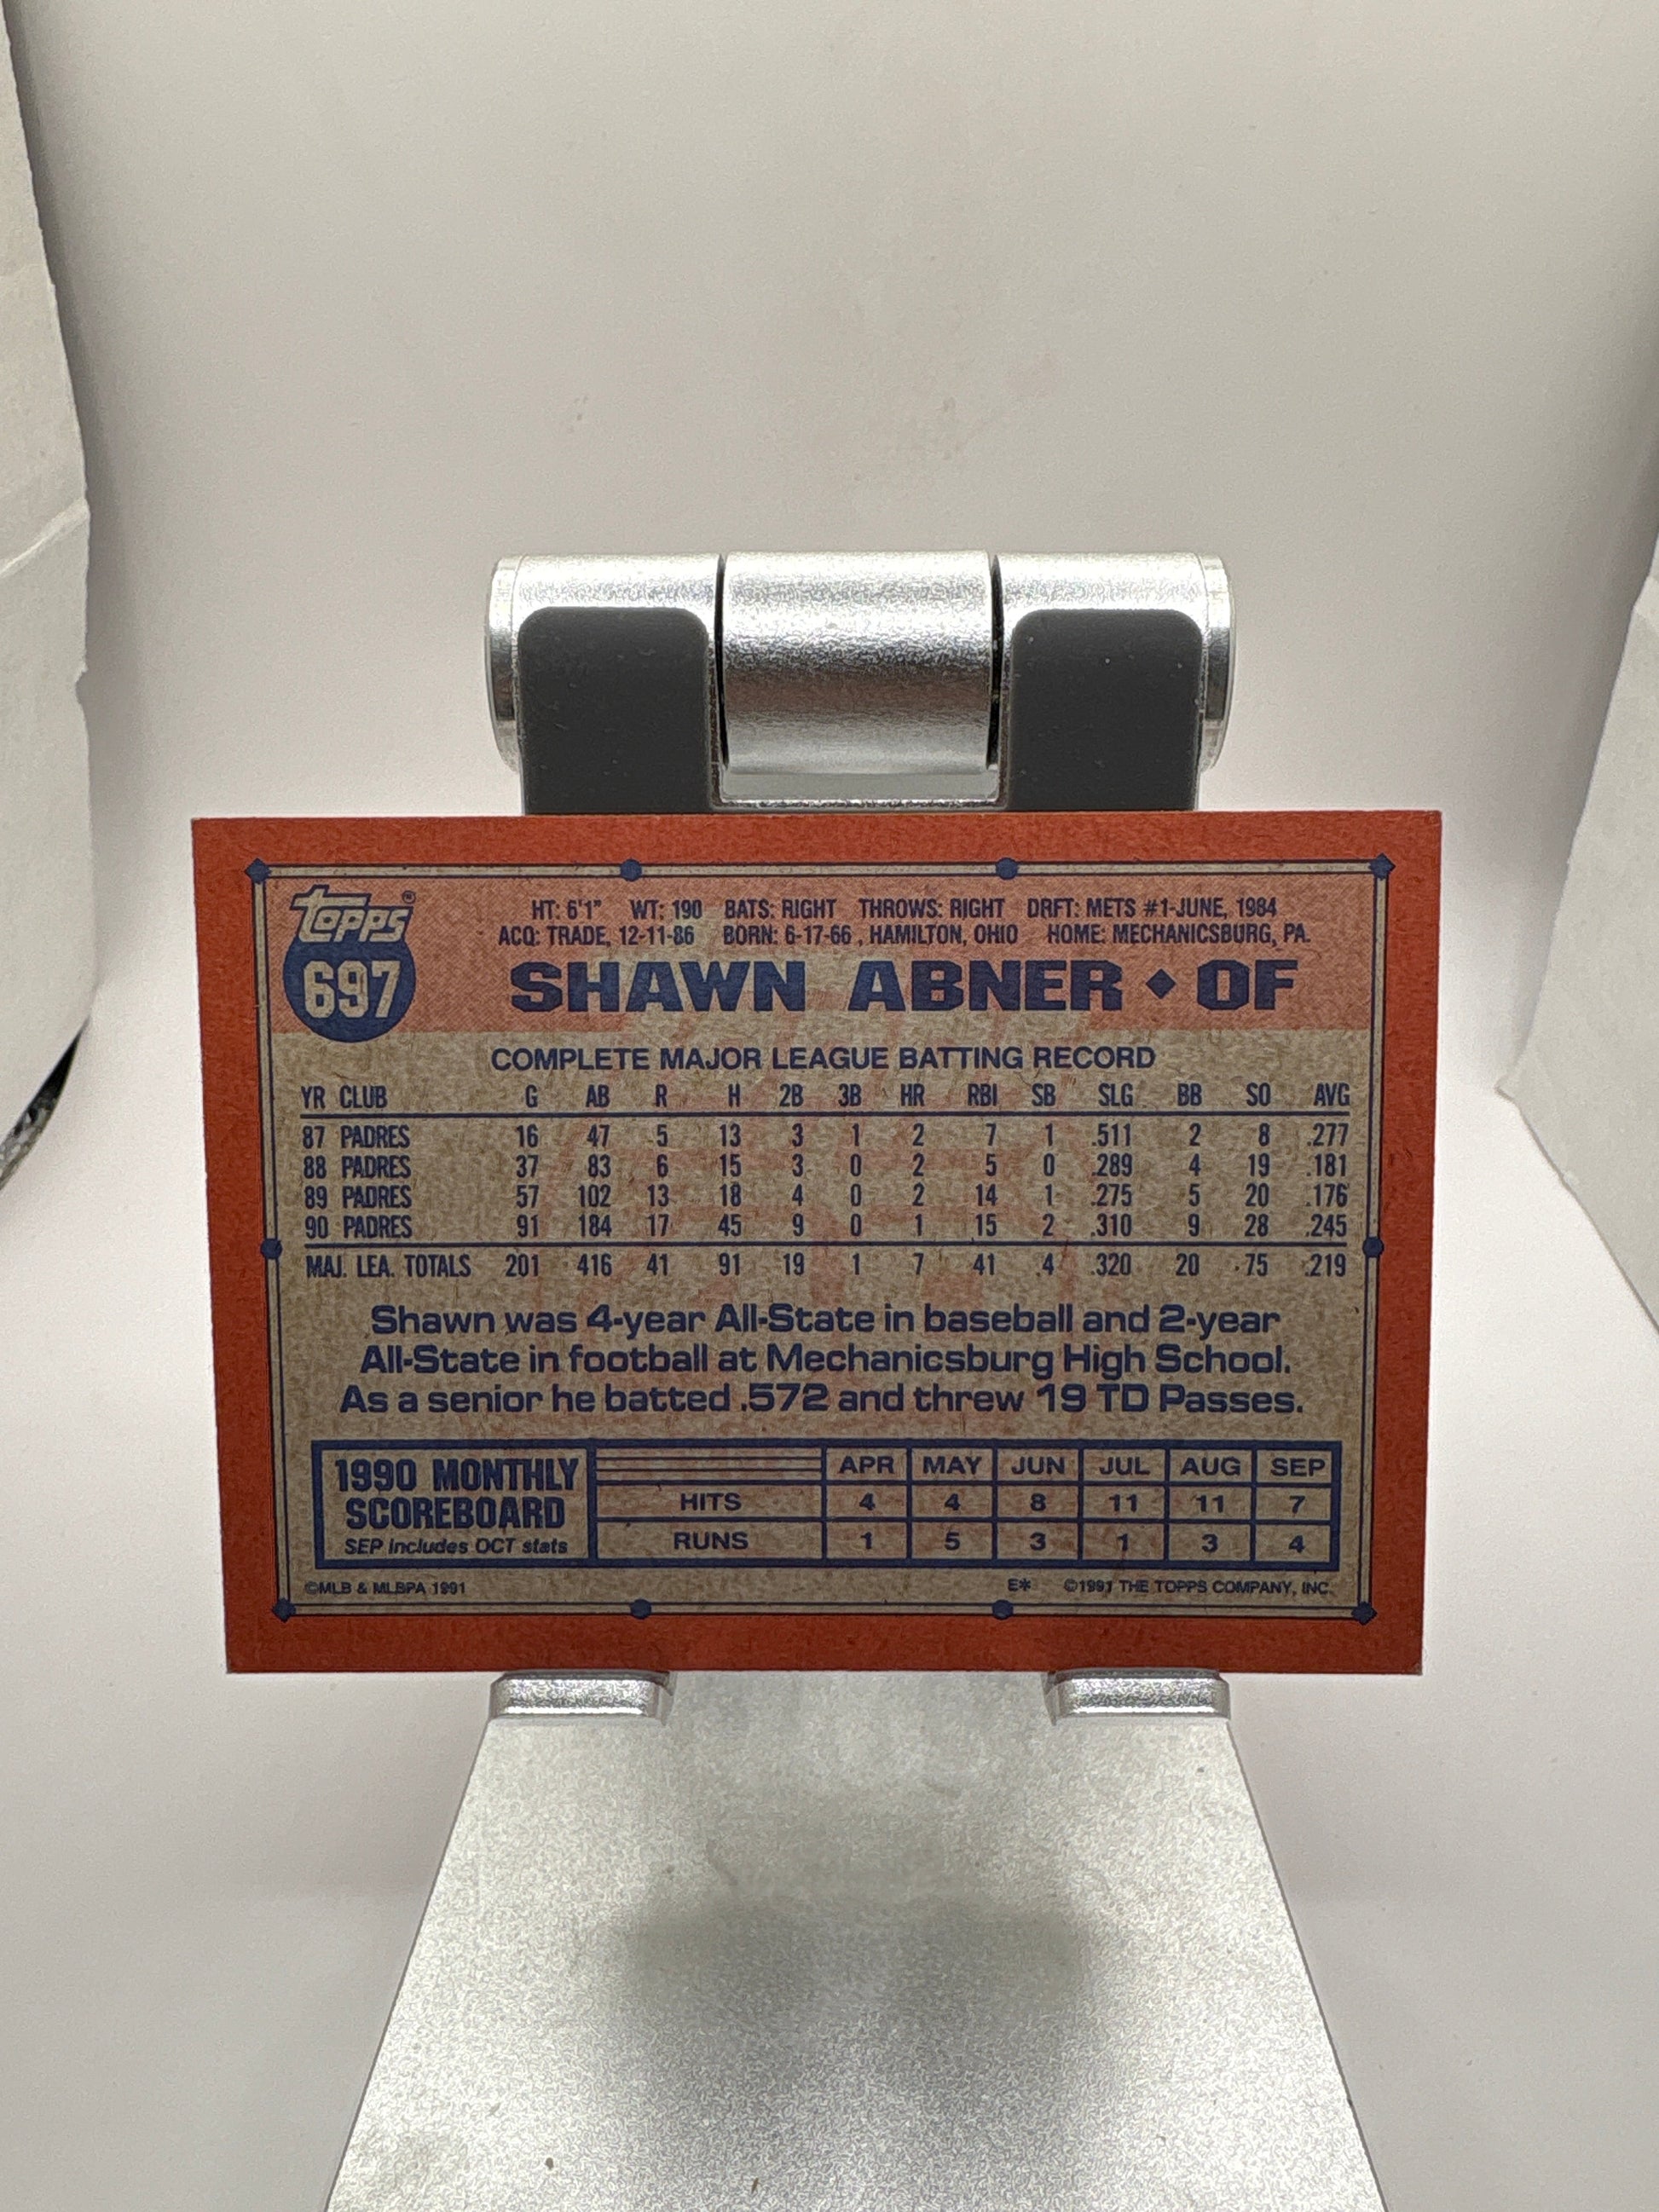 topps®
697
HT: 6'1" WT: 190 BATS: RIGHT THROWS: RIGHT DRFT: METS #1-JUNE, 1984
ACQ: TRADE, 12-11-86 BORN: 6-17-66, HAMILTON, OHIO HOME: MECHANICSBURG, PA.
SHAWN ABNER ◆ OF
COMPLETE MAJOR LEAGUE BATTING RECORD
YR CLUB G AB R H 2B 3B HR RBI SB SLG BB SO AVG
87 PADRES 16 47 5 13 3 1 2 7 1 .511 2 8 .277
88 PADRES 37 83 6 15 3 0 2 5 0 .289 4 19 .181
89 PADRES 57 102 13 18 4 0 2 14 1 .275 5 20 .176
90 PADRES 91 184 17 45 9 0 1 15 2 .310 9 28 .245
MAJ. LEA. TOTALS 201 416 41 91 19 1 7 41 4 .320 20 75 .219
Shawn was 4-year All-State in baseball and 2-year
All-State in football at Mechanicsburg High School.
As a senior he batted .572 and threw 19 TD Passes.
1990 MONTHLY
SCOREBOARD
SEP includes OCT stats
APR MAY JUN JUL AUG SEP
HITS 4 4 8 11 11 7
RUNS 1 5 3 1 3 4
©MLB & MLBPA 1991 E* ©1991 THE TOPPS COMPANY, INC.